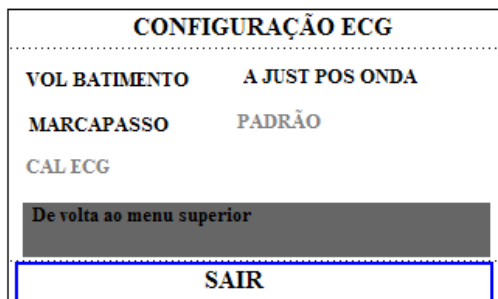 CONFIGURAÇÃO ECG
VOL BATIMENTO A JUST POS ONDA
MARCAPASSO PADRÃO
CAL ECG
De volta ao menu superior
SAIR